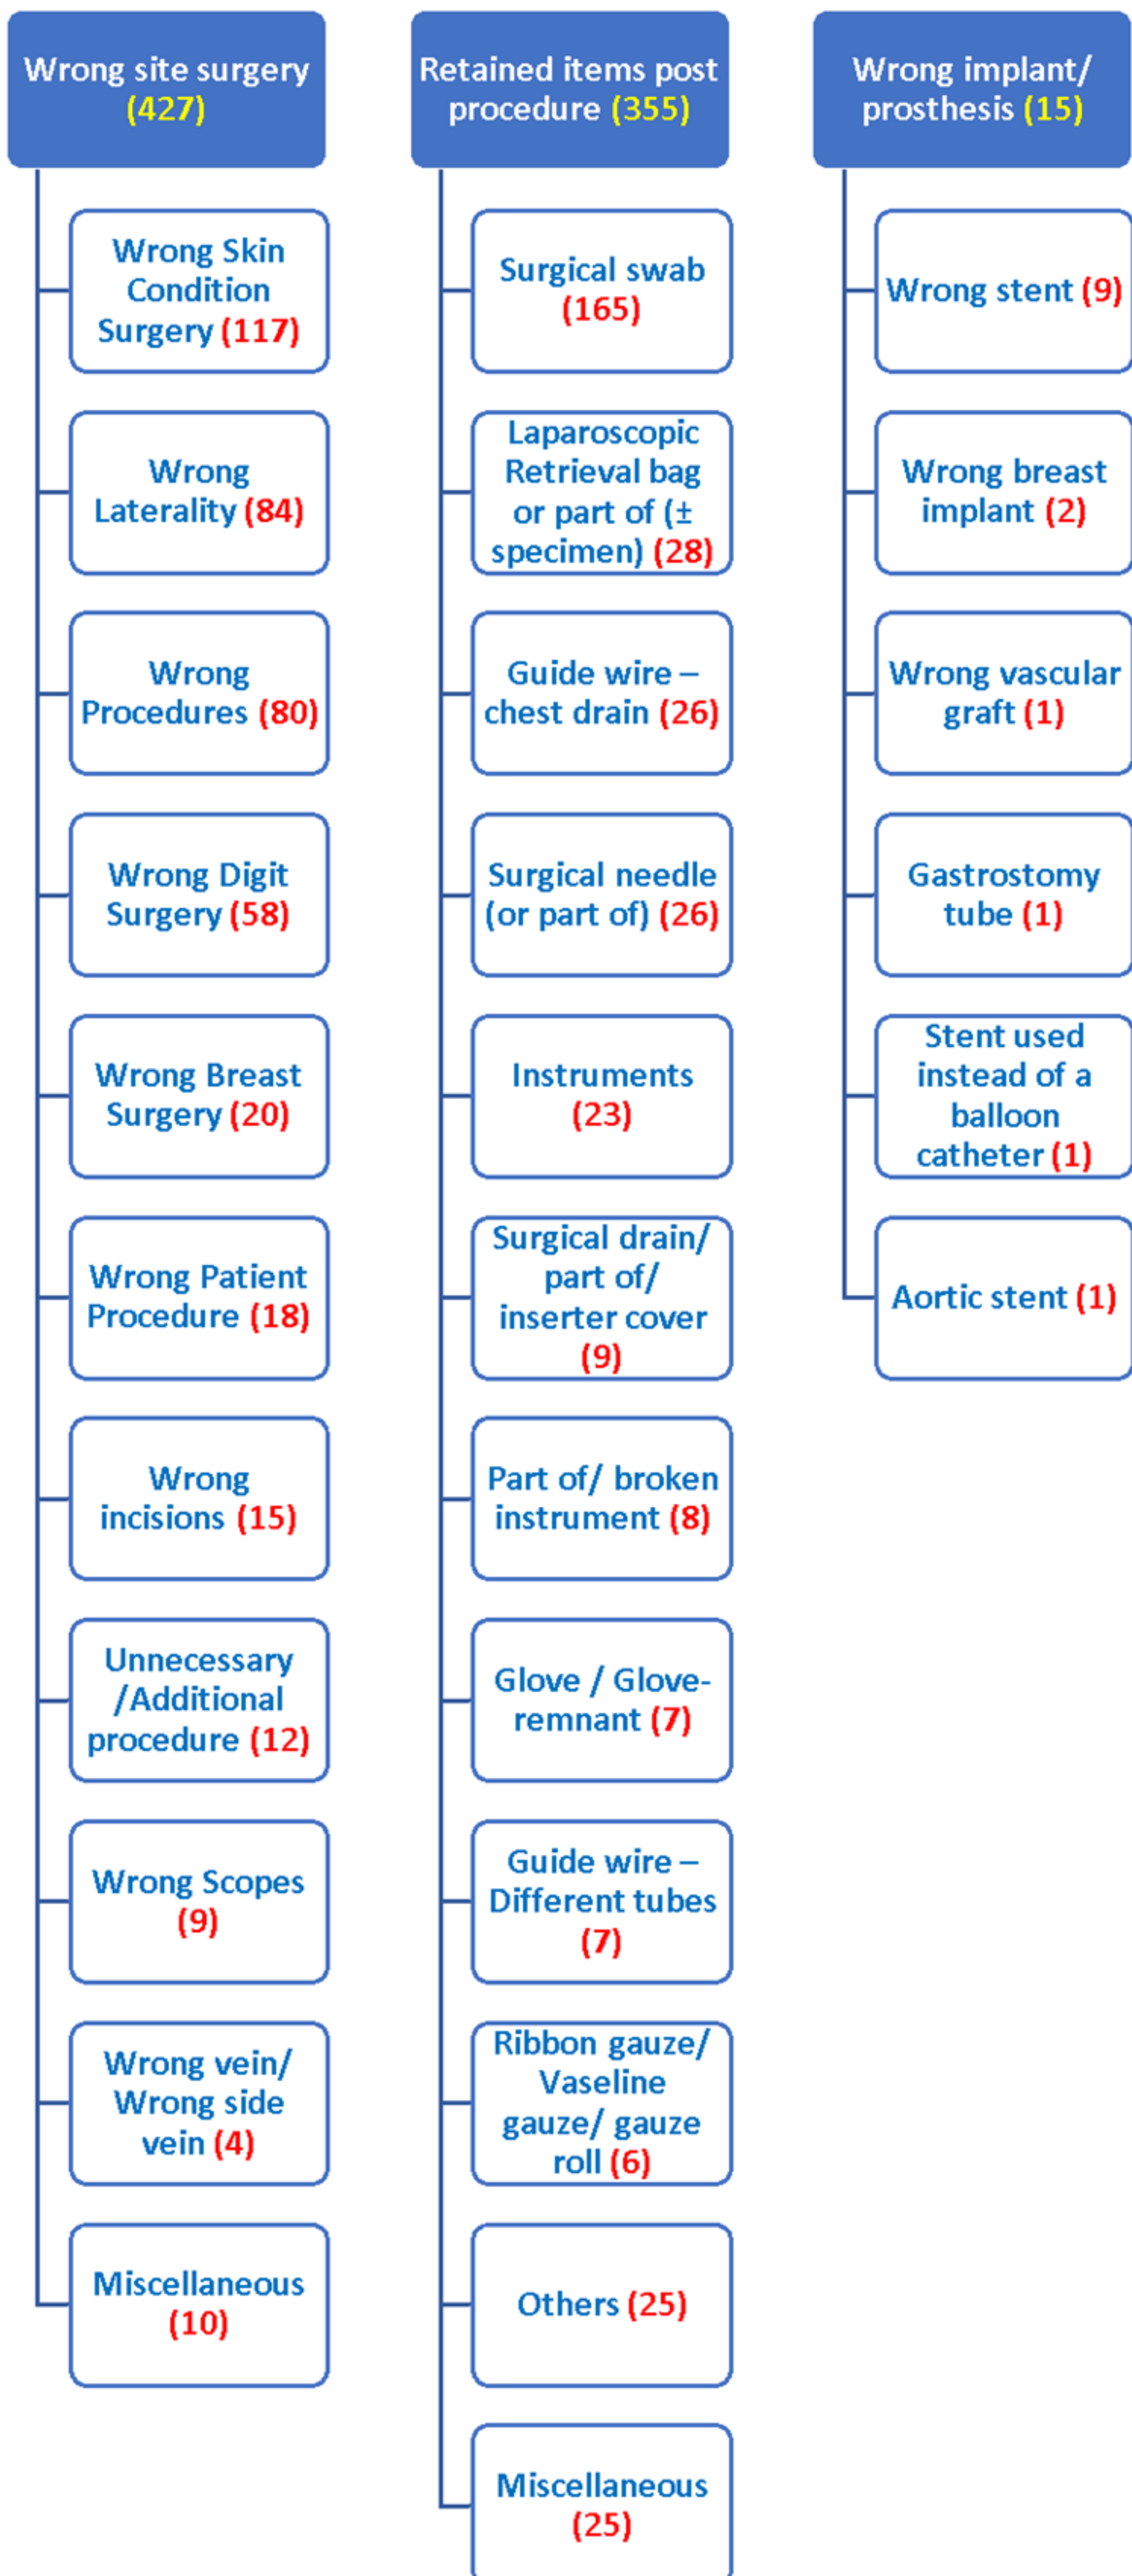 Wrong site surgery
(427)
Wrong Skin
Condition
Surgery (117)
Wrong
Laterality (84)
Wrong
Procedures (80)
Wrong Digit
Surgery (58)
Wrong Breast
Surgery (20)
Wrong Patient
Procedure (18)
Wrong
incisions (15)
Unnecessary
/Additional
procedure (12)
Wrong Scopes
(9)
Wrong vein/
Wrong side
vein (4)
Miscellaneous
(10)
Retained items post
procedure (355)
Surgical swab
(165)
Laparoscopic
Retrieval bag
or part of (±
specimen) (28)
Guide wire –
chest drain (26)
Surgical needle
(or part of) (26)
Instruments
(23)
Surgical drain/
part of/
inserter cover
(9)
Part of/ broken
instrument (8)
Glove / Glove-
remnant (7)
Guide wire –
Different tubes
(7)
Ribbon gauze/
Vaseline
gauze/ gauze
roll (6)
Others (25)
Miscellaneous
(25)
Wrong implant/
prosthesis (15)
Wrong stent (9)
Wrong breast
implant (2)
Wrong vascular
graft (1)
Gastrostomy
tube (1)
Stent used
instead of a
balloon
catheter (1)
Aortic stent (1)